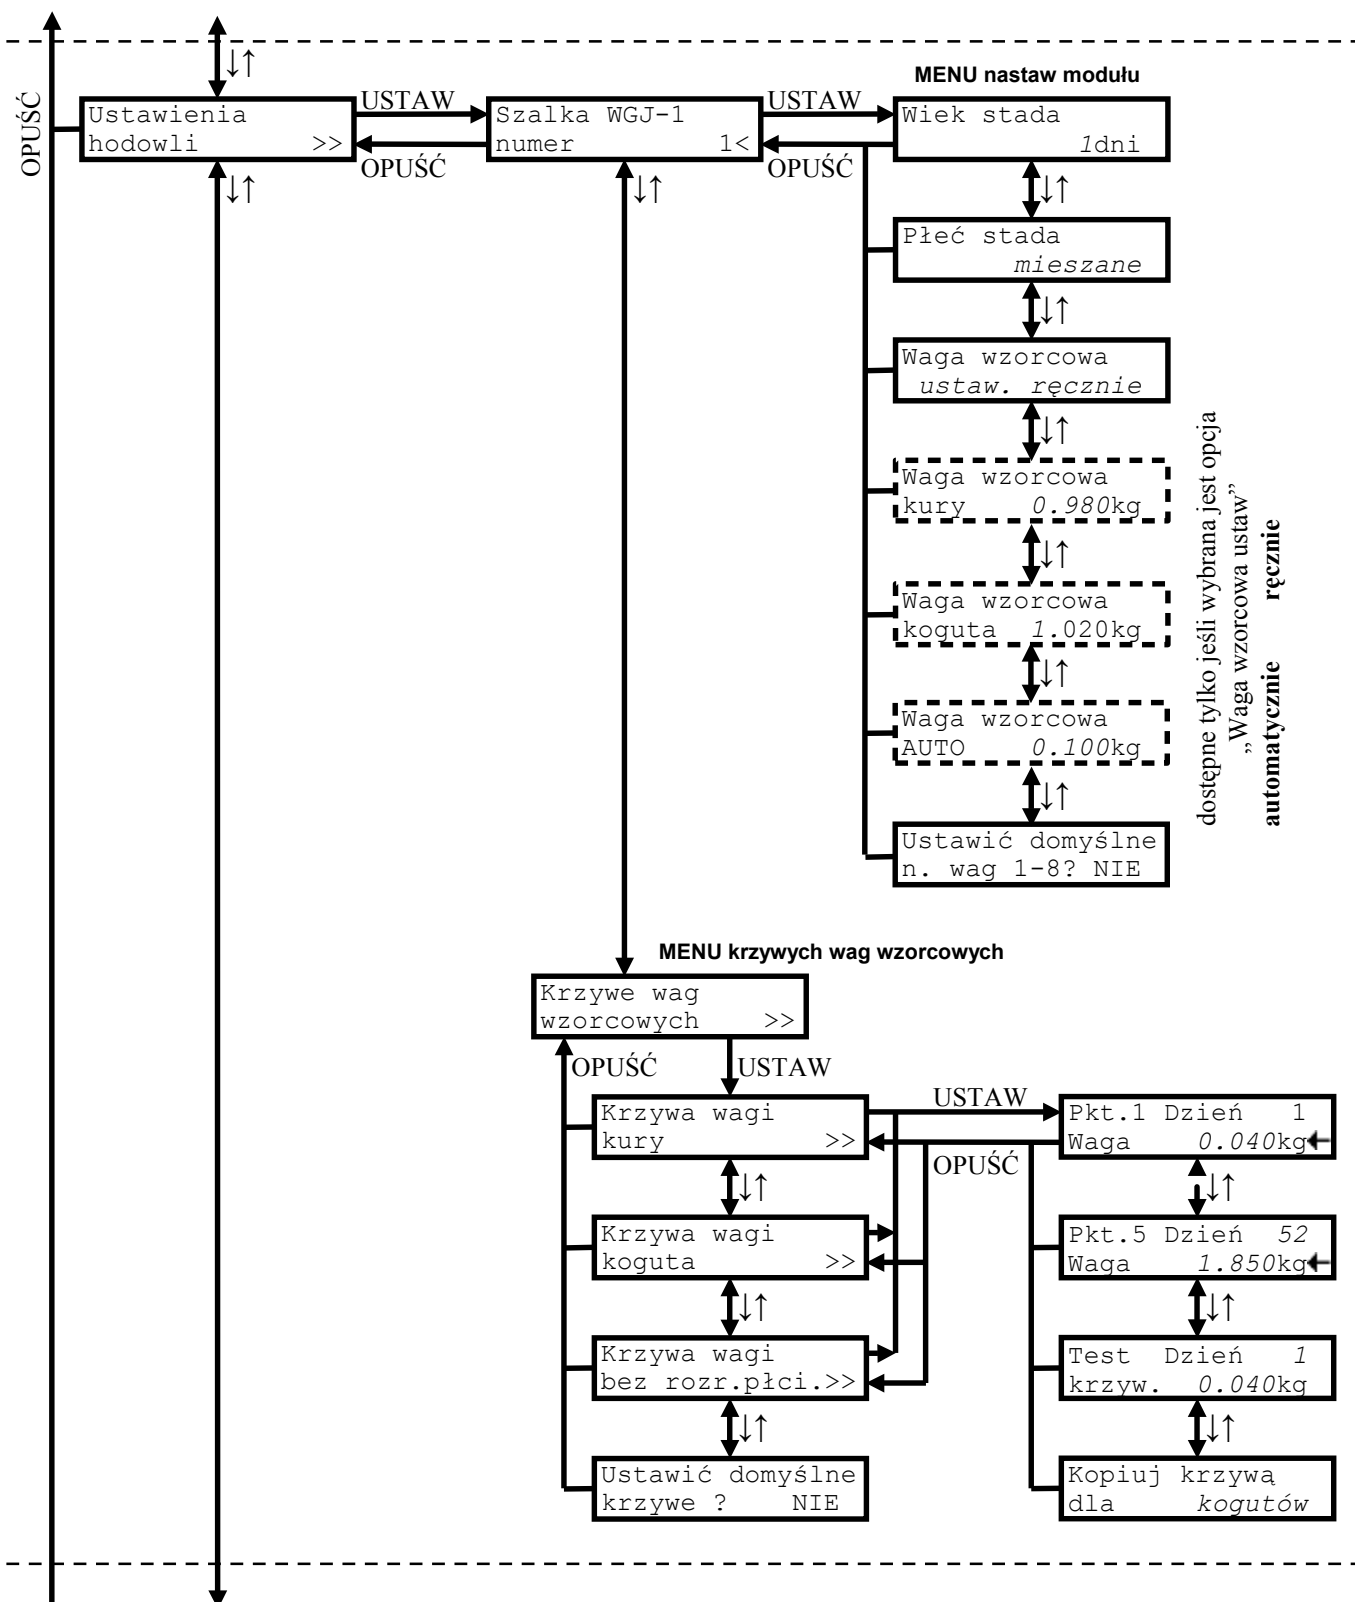 ↓↑
MENU nastaw modułu
OPUŚĆ
Ustawienia
hodowli >>
USTAW
OPUŚĆ
Szalka WGJ-1
numer 1<
USTAW
OPUŚĆ
Wiek stada
1dni
↓↑
↓↑
↓↑
Płeć stada
mieszane
↓↑
Waga wzorcowa
ustaw. ręcznie
↓↑
Waga wzorcowa
kury 0.980kg
↓↑
Waga wzorcowa
koguta 1.020kg
↓↑
Waga wzorcowa
AUTO 0.100kg
↓↑
Ustawić domyślne
n. wag 1-8? NIE
dostępne tylko jeśli wybrana jest opcja
„Waga wzorcowa ustaw”
automatycznie ręcznie
MENU krzywych wag wzorcowych
Krzywe wag
wzorcowych >>
OPUŚĆ
USTAW
Krzywa wagi
kury >>
USTAW
OPUŚĆ
Pkt.1 Dzień 1
Waga 0.040kg←
↓↑
↓↑
Krzywa wagi
koguta >>
Pkt.5 Dzień 52
Waga 1.850kg←
↓↑
↓↑
Krzywa wagi
bez rozr.płci.>>
Test Dzień 1
krzyw. 0.040kg
↓↑
↓↑
Ustawić domyślne
krzywe ? NIE
Kopiuj krzywą
dla kogutów